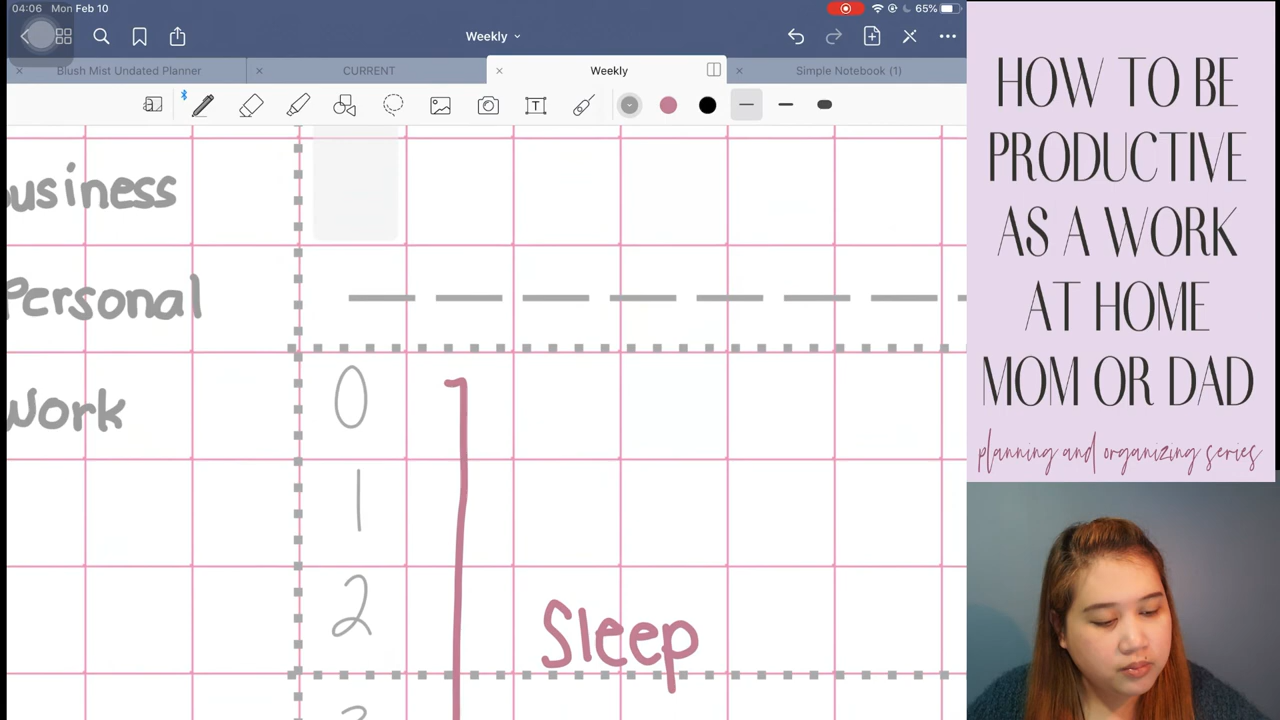 04:06 Mon Feb 10
65%
Weekly
Blush Mist Undated Planner
CURRENT
Weekly
Simple Notebook (1)
T
HOW TO BE
PRODUCTIVE
AS A WORK
AT HOME
MOM OR DAD
planning and organizing series
usiness
Personal
Work
0
1
2
Sleep